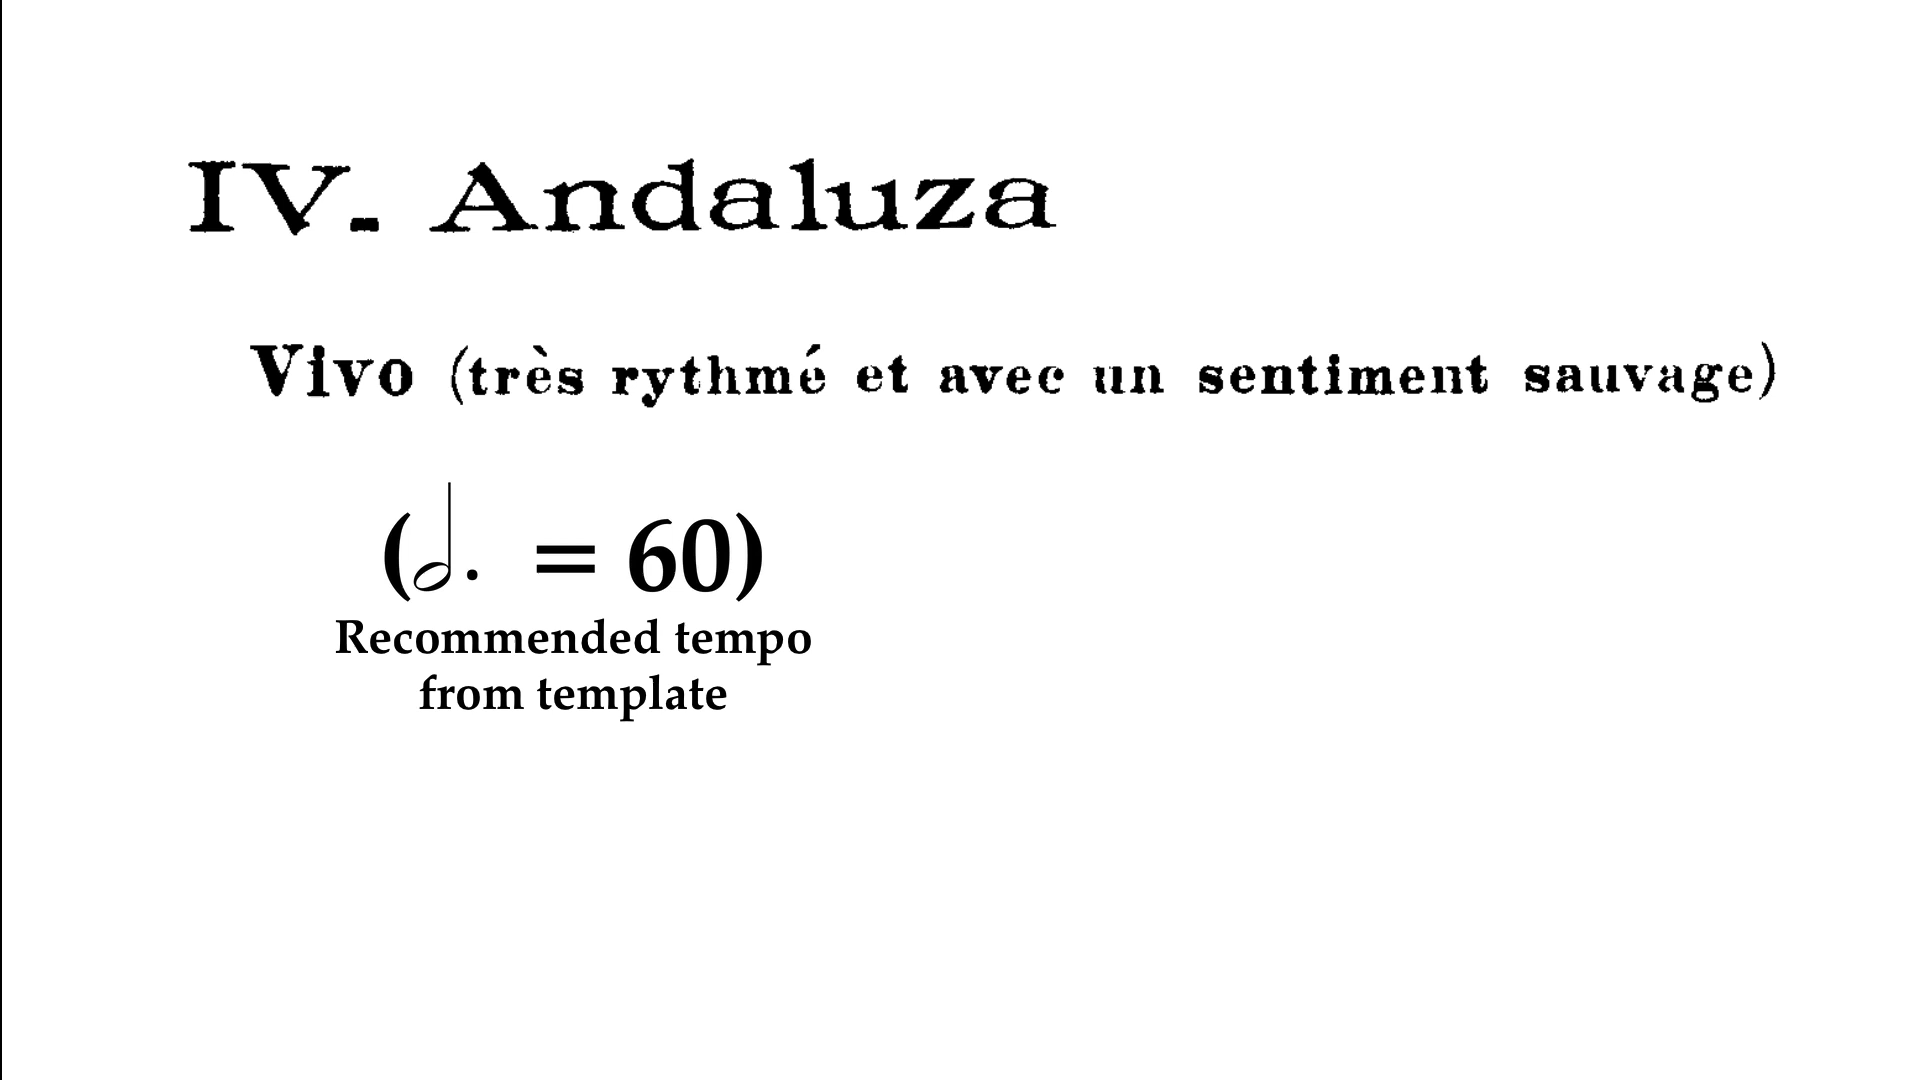 IV. Andaluza
Vivo (très rythmé et avec un sentiment sauvage)
(𝅗𝅥. = 60)
Recommended tempo
from template